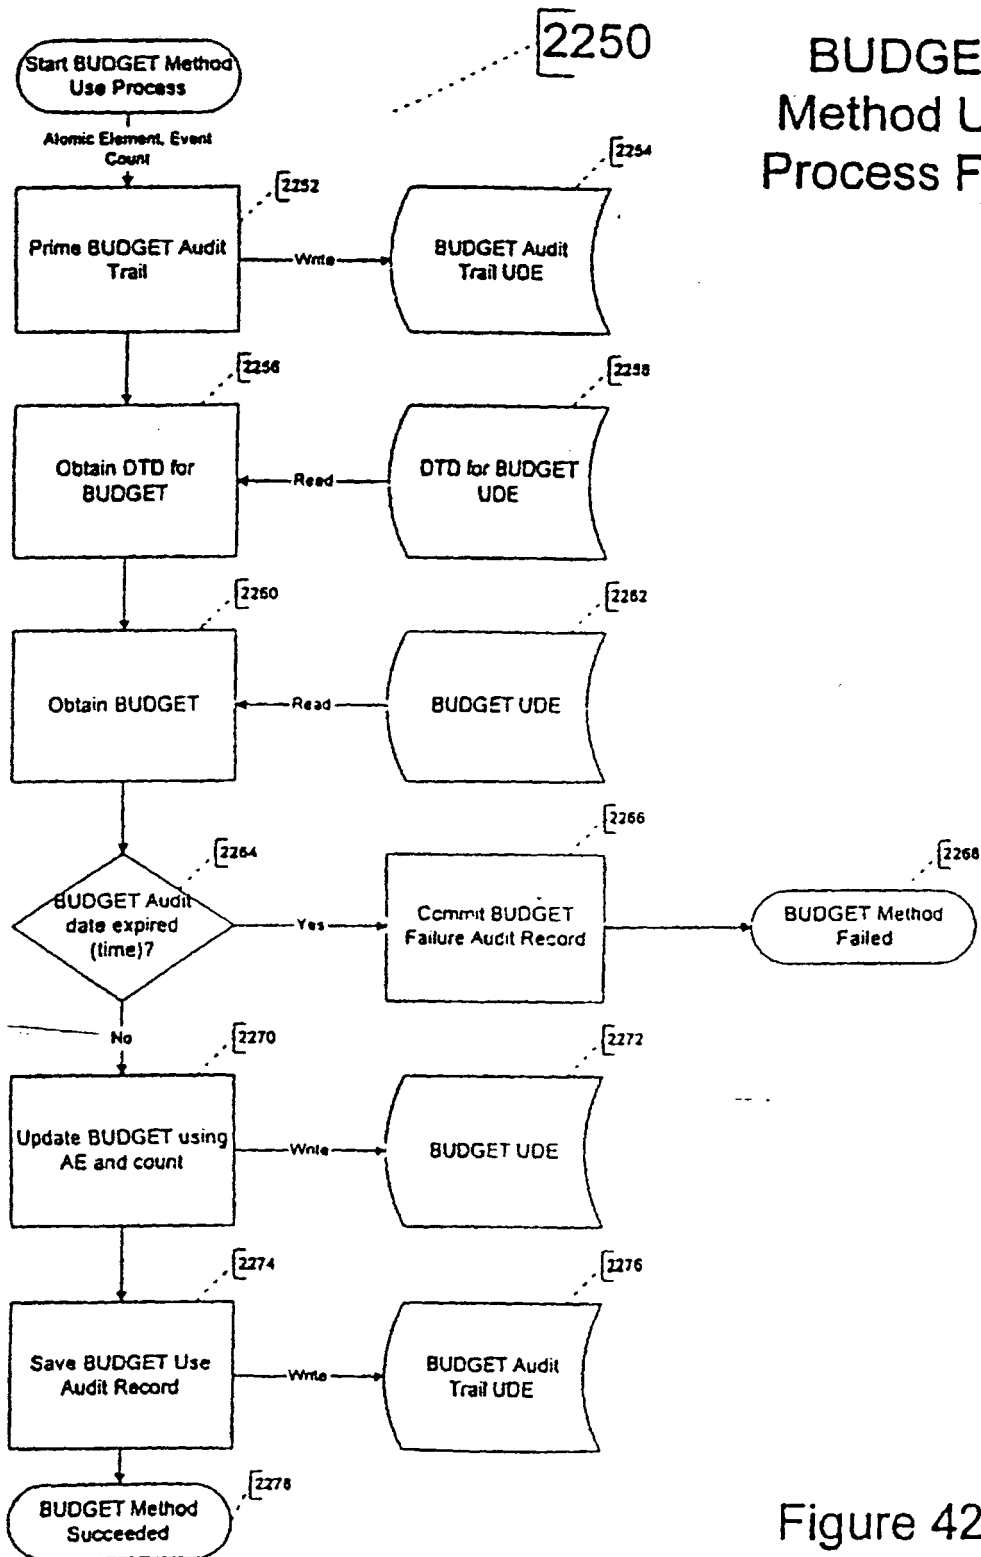 2250
BUDGE
Method U
Process F
Start BUDGET Method
Use Process
Atomic Element, Event
Count
2252
2254
Prime BUDGET Audit
Trail
Write
BUDGET Audit
Trail UDE
2256
2258
Obtain DTD for
BUDGET
Read
DTD for BUDGET
UDE
2260
2262
Obtain BUDGET
Read
BUDGET UDE
2264
2266
2268
BUDGET Audit
date expired
(time)?
Yes
Commit BUDGET
Failure Audit Record
BUDGET Method
Failed
No
2270
2272
Update BUDGET using
AE and count
Write
BUDGET UDE
2274
2276
Save BUDGET Use
Audit Record
Write
BUDGET Audit
Trail UDE
2278
BUDGET Method
Succeeded
Figure 42